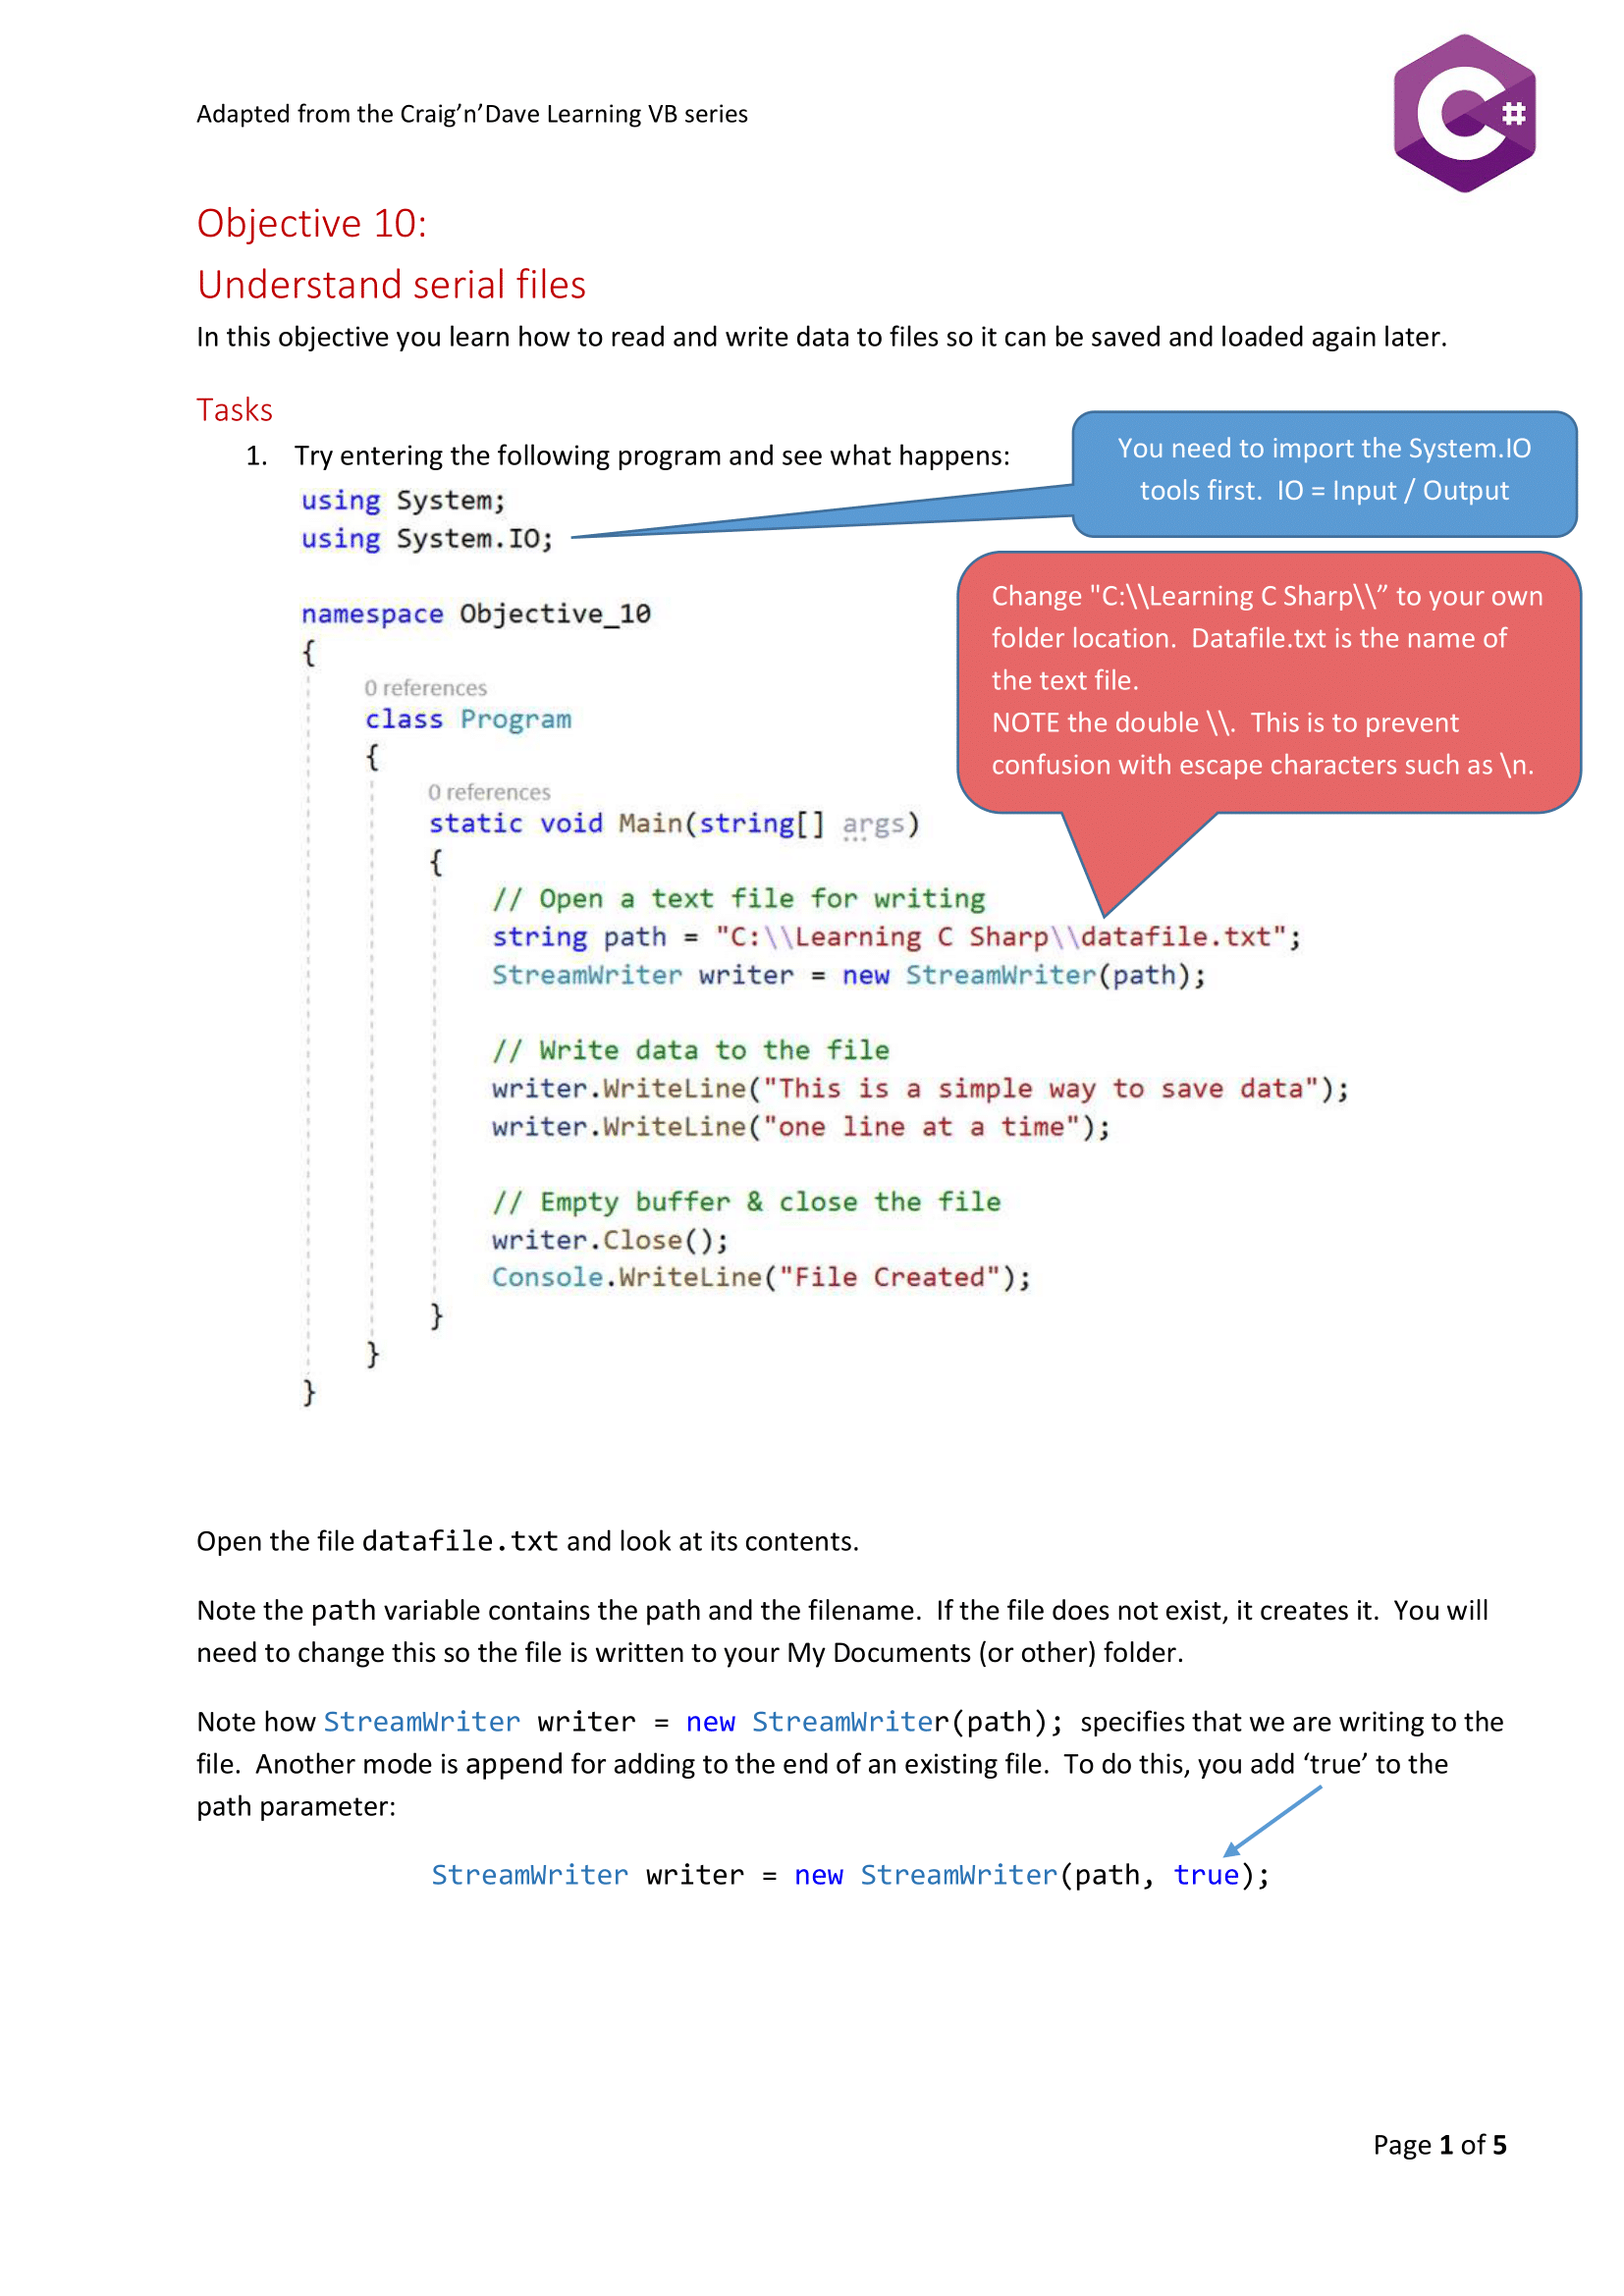 Adapted from the Craig’n’Dave Learning VB series
C#
Objective 10:
Understand serial files
In this objective you learn how to read and write data to files so it can be saved and loaded again later.
Tasks
1. Try entering the following program and see what happens:
You need to import the System.IO
tools first.  IO = Input / Output
using System;
using System.IO;
Change "C:\\Learning C Sharp\\” to your own
folder location.  Datafile.txt is the name of
the text file.
NOTE the double \\.  This is to prevent
confusion with escape characters such as \n.
namespace Objective_10
{
0 references
class Program
{
0 references
static void Main(string[] args)
{
// Open a text file for writing
string path = "C:\\Learning C Sharp\\datafile.txt";
StreamWriter writer = new StreamWriter(path);
// Write data to the file
writer.WriteLine("This is a simple way to save data");
writer.WriteLine("one line at a time");
// Empty buffer & close the file
writer.Close();
Console.WriteLine("File Created");
}
}
}
Open the file datafile.txt and look at its contents.
Note the path variable contains the path and the filename.  If the file does not exist, it creates it.  You will
need to change this so the file is written to your My Documents (or other) folder.
Note how StreamWriter writer = new StreamWriter(path); specifies that we are writing to the
file.  Another mode is append for adding to the end of an existing file.  To do this, you add ‘true’ to the
path parameter:
StreamWriter writer = new StreamWriter(path, true);
Page 1 of 5